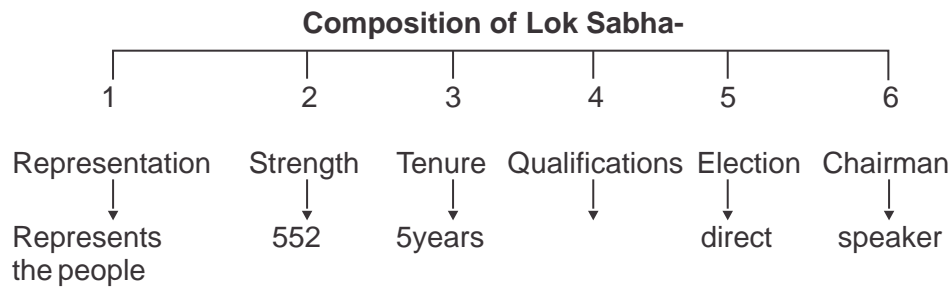 Composition of Lok Sabha-
1 2 3 4 5 6
Representation Strength Tenure Qualifications Election Chairman
Represents 552 5years direct speaker
the people